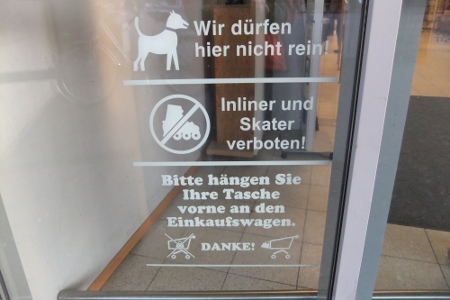 Wir dürfen
hier nicht rein!
Inliner und
Skater
verboten!
Bitte hängen Sie
Ihre Tasche
vorne an den
Einkaufswagen.
DANKE!